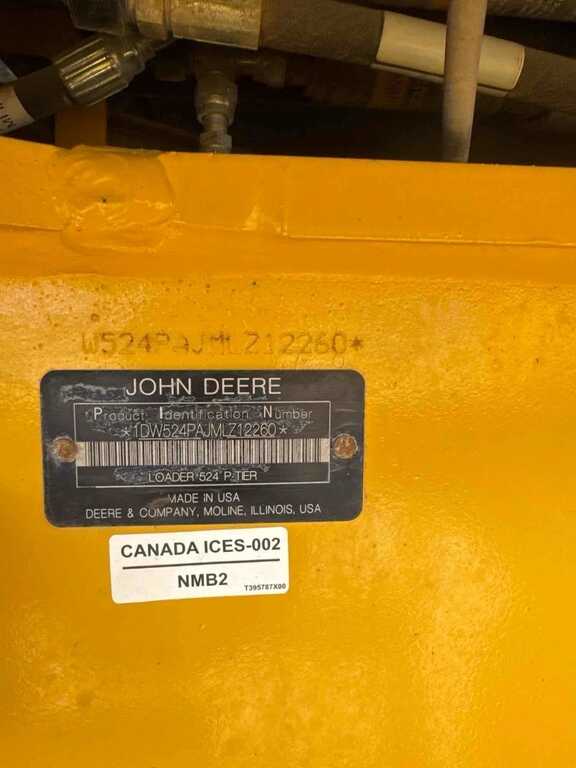 W524PAJMLZ12260*
JOHN DEERE
Product Identification Number
*1DW524PAJMLZ12260*
LOADER 524 P-TIER
MADE IN USA
DEERE & COMPANY, MOLINE, ILLINOIS, USA
CANADA ICES-002
NMB2
T395787X00